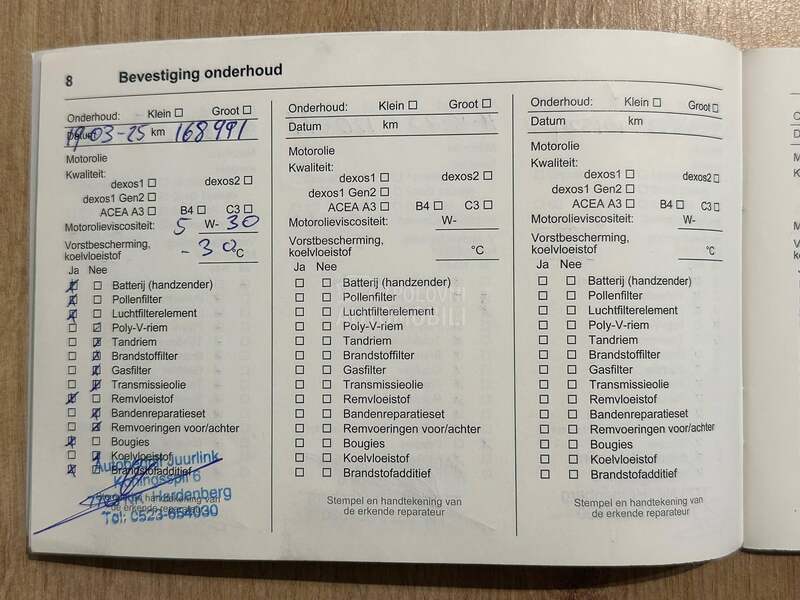 8 Bevestiging onderhoud
Onderhoud: Klein ☐ Groot ☐
Datum 19-03-25 km 168991
Motorolie
Kwaliteit:
dexos1 ☐ dexos2 ☐
dexos1 Gen2 ☐
ACEA A3 ☐ B4 ☐ C3 ☐
Motorolieviscositeit: 5 W- 30
Vorstbescherming,
koelvloeistof -30 °C
Ja Nee
Batterij (handzender)
Pollenfilter
Luchtfilterelement
Poly-V-riem
Tandriem
Brandstoffilter
Gasfilter
Transmissieolie
Remvloeistof
Bandenreparatieset
Remvoeringen voor/achter
Bougies
Koelvloeistof
Brandstofadditief
Autobedrijf Juurlink
Koningsspil 6
Hardenberg
Tel: 0523-654030
Stempel en handtekening van
de erkende reparateur
Onderhoud: Klein ☐ Groot ☐
Datum km
Motorolie
Kwaliteit:
dexos1 ☐ dexos2 ☐
dexos1 Gen2 ☐
ACEA A3 ☐ B4 ☐ C3 ☐
Motorolieviscositeit: W-
Vorstbescherming,
koelvloeistof °C
Ja Nee
Batterij (handzender)
Pollenfilter
Luchtfilterelement
Poly-V-riem
Tandriem
Brandstoffilter
Gasfilter
Transmissieolie
Remvloeistof
Bandenreparatieset
Remvoeringen voor/achter
Bougies
Koelvloeistof
Brandstofadditief
Stempel en handtekening van
de erkende reparateur
Onderhoud: Klein ☐ Groot ☐
Datum km
Motorolie
Kwaliteit:
dexos1 ☐ dexos2 ☐
dexos1 Gen2 ☐
ACEA A3 ☐ B4 ☐ C3 ☐
Motorolieviscositeit: W-
Vorstbescherming,
koelvloeistof °C
Ja Nee
Batterij (handzender)
Pollenfilter
Luchtfilterelement
Poly-V-riem
Tandriem
Brandstoffilter
Gasfilter
Transmissieolie
Remvloeistof
Bandenreparatieset
Remvoeringen voor/achter
Bougies
Koelvloeistof
Brandstofadditief
Stempel en handtekening van
de erkende reparateur